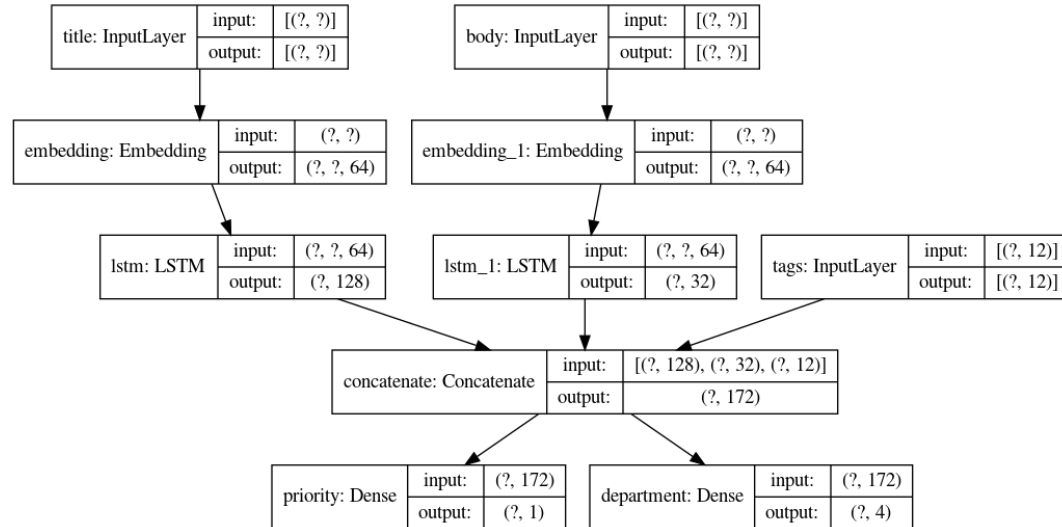 title: InputLayer
input: [(?, ?)]
output: [(?, ?)]
body: InputLayer
input: [(?, ?)]
output: [(?, ?)]
embedding: Embedding
input: (?, ?)
output: (?, ?, 64)
embedding_1: Embedding
input: (?, ?)
output: (?, ?, 64)
lstm: LSTM
input: (?, ?, 64)
output: (?, 128)
lstm_1: LSTM
input: (?, ?, 64)
output: (?, 32)
tags: InputLayer
input: [(?, 12)]
output: [(?, 12)]
concatenate: Concatenate
input: [(?, 128), (?, 32), (?, 12)]
output: (?, 172)
priority: Dense
input: (?, 172)
output: (?, 1)
department: Dense
input: (?, 172)
output: (?, 4)